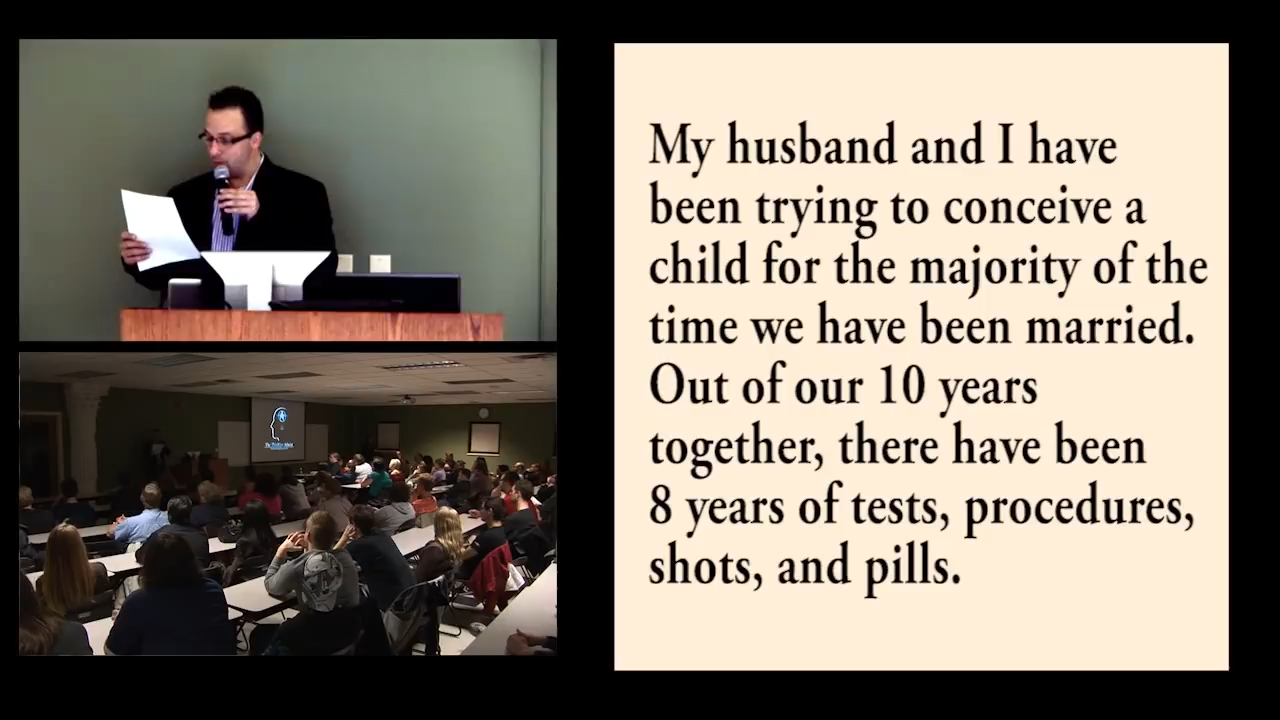 My husband and I have
been trying to conceive a
child for the majority of the
time we have been married.
Out of our 10 years
together, there have been
8 years of tests, procedures,
shots, and pills.